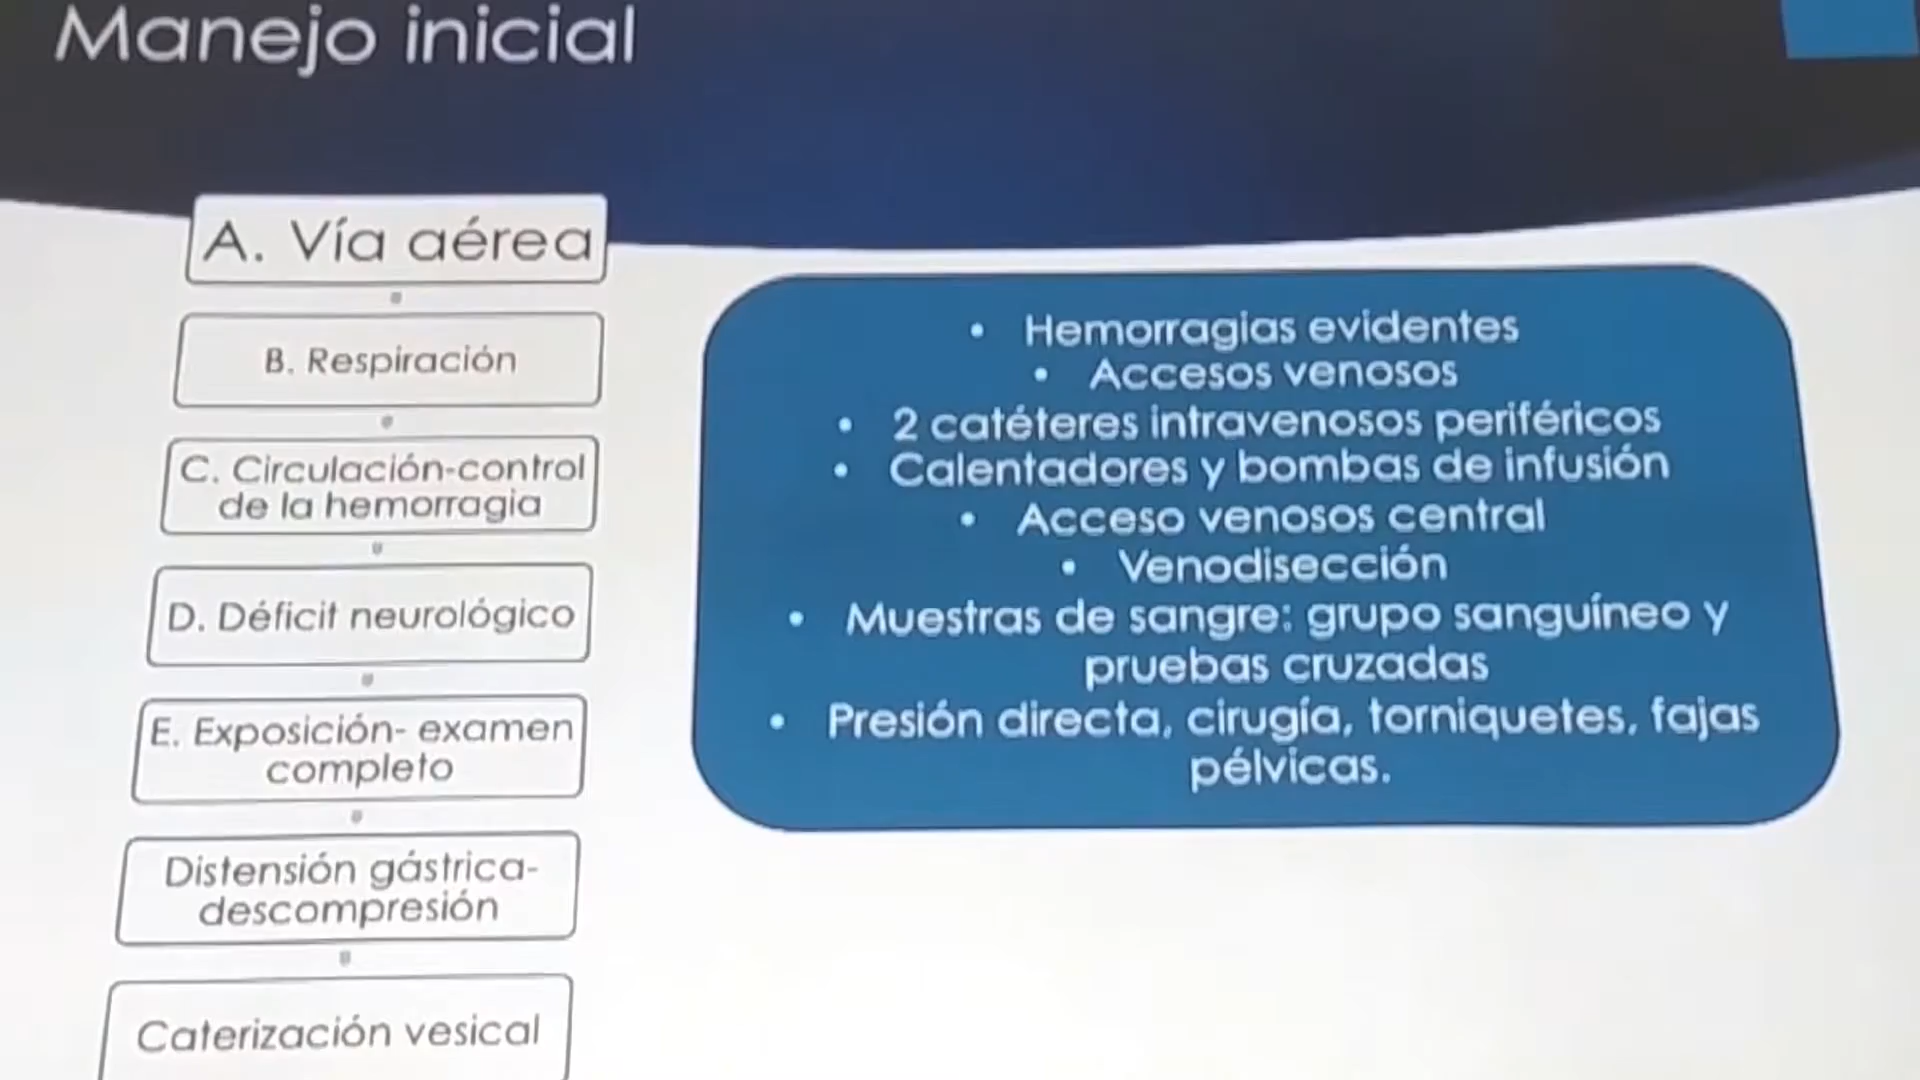 Manejo inicial
A. Vía aérea
B. Respiración
C. Circulación-control
de la hemorragia
D. Déficit neurológico
E. Exposición- examen
completo
Distensión gástrica-
descompresión
Caterización vesical
• Hemorragias evidentes
• Accesos venosos
• 2 catéteres intravenosos periféricos
• Calentadores y bombas de infusión
• Acceso venosos central
• Venodisección
• Muestras de sangre: grupo sanguíneo y
pruebas cruzadas
• Presión directa, cirugía, torniquetes, fajas
pélvicas.